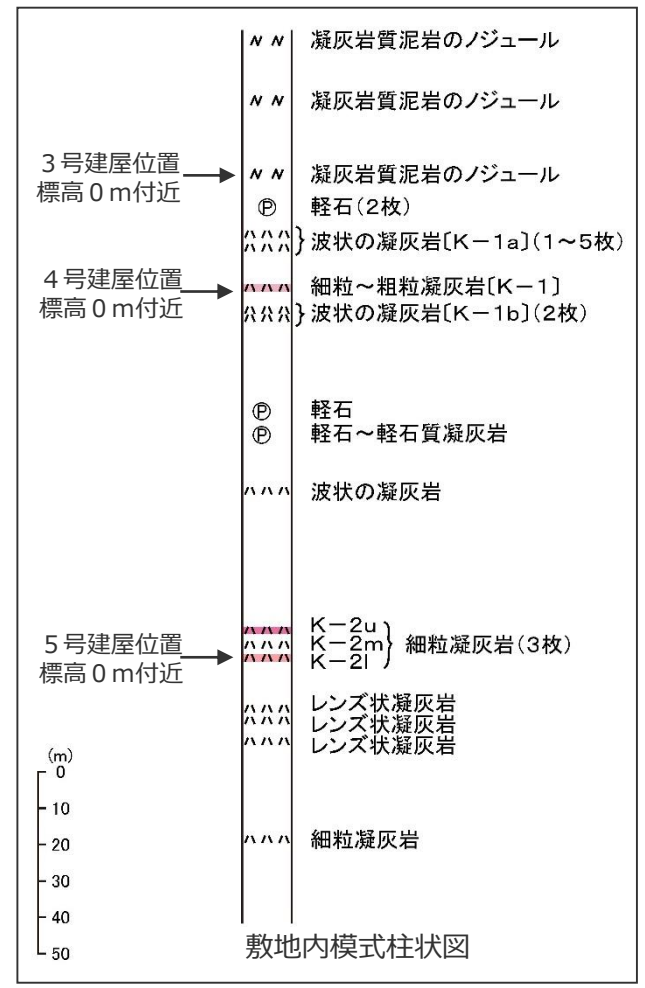 凝灰岩質泥岩のノジュール
凝灰岩質泥岩のノジュール
3号建屋位置
標高0m付近
凝灰岩質泥岩のノジュール
Ⓟ 軽石(2枚)
波状の凝灰岩〔K-1a〕(1~5枚)
4号建屋位置
標高0m付近
細粒~粗粒凝灰岩〔K-1〕
波状の凝灰岩〔K-1b〕(2枚)
Ⓟ 軽石
Ⓟ 軽石~軽石質凝灰岩
波状の凝灰岩
5号建屋位置
標高0m付近
K-2u
K-2m
K-2l
細粒凝灰岩(3枚)
レンズ状凝灰岩
レンズ状凝灰岩
レンズ状凝灰岩
(m)
0
10
20
30
40
50
細粒凝灰岩
敷地内模式柱状図